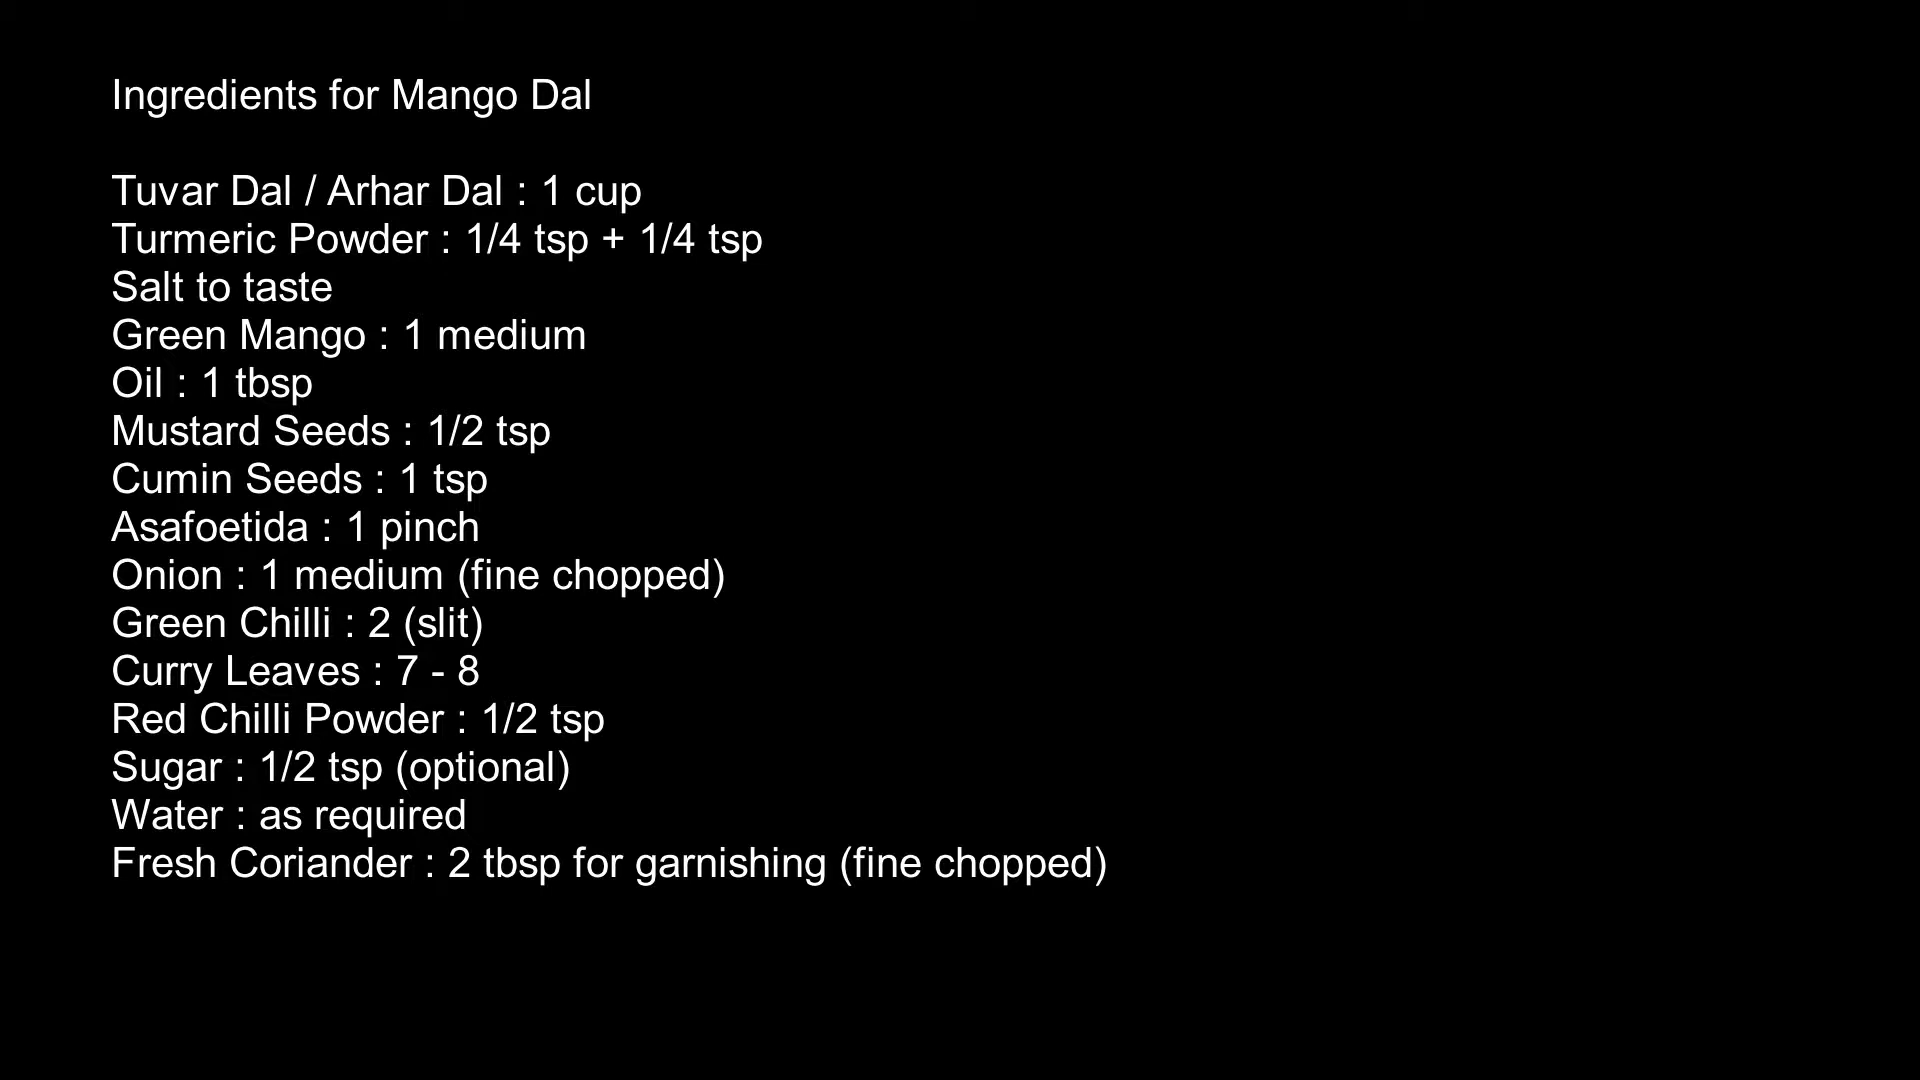 Ingredients for Mango Dal
Tuvar Dal / Arhar Dal : 1 cup
Turmeric Powder : 1/4 tsp + 1/4 tsp
Salt to taste
Green Mango : 1 medium
Oil : 1 tbsp
Mustard Seeds : 1/2 tsp
Cumin Seeds : 1 tsp
Asafoetida : 1 pinch
Onion : 1 medium (fine chopped)
Green Chilli : 2 (slit)
Curry Leaves : 7 - 8
Red Chilli Powder : 1/2 tsp
Sugar : 1/2 tsp (optional)
Water : as required
Fresh Coriander : 2 tbsp for garnishing (fine chopped)